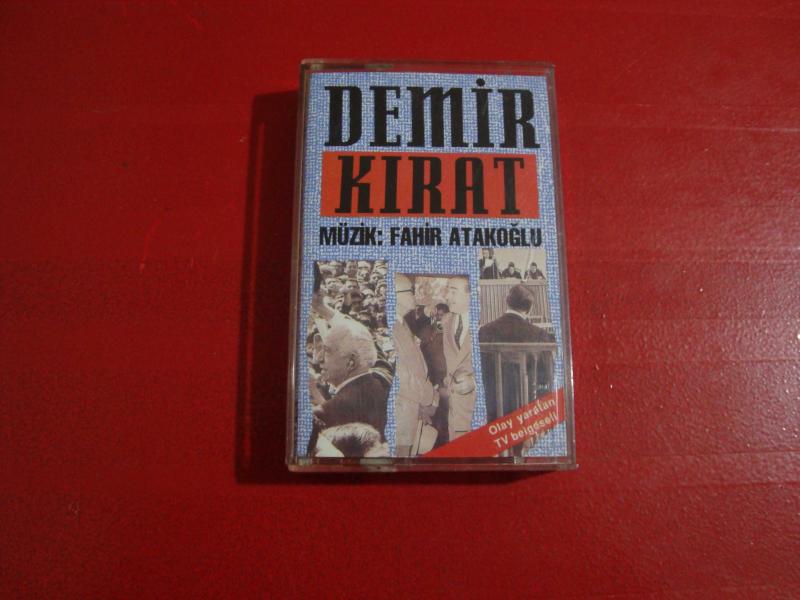 DEMİR
KIRAT
MÜZİK: FAHİR ATAKOĞLU
Olay yaratan
TV belgeseli